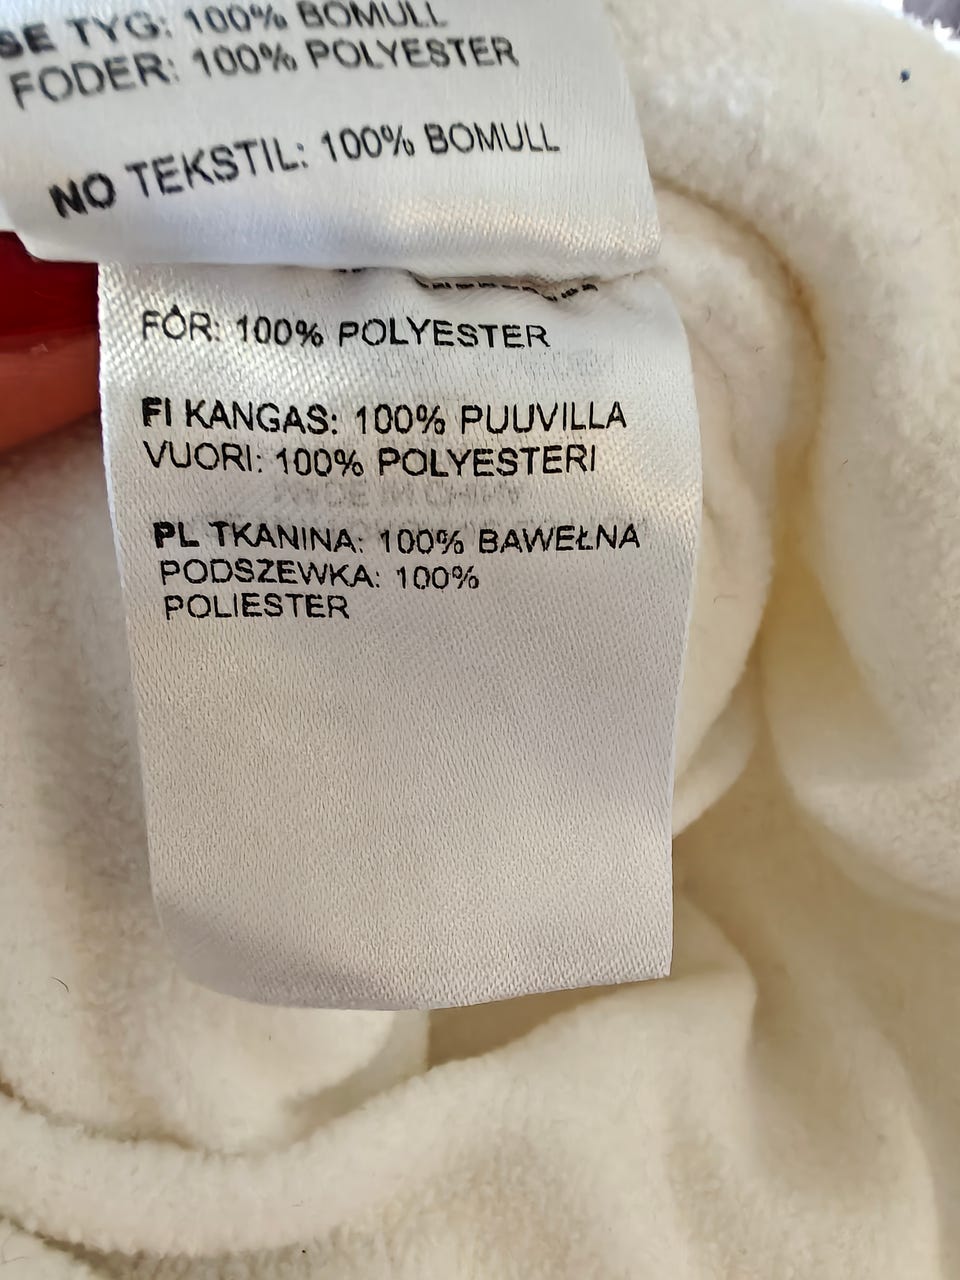 SE TYG: 100% BOMULL
FODER: 100% POLYESTER
NO TEKSTIL: 100% BOMULL
FÔR: 100% POLYESTER
FI KANGAS: 100% PUUVILLA
VUORI: 100% POLYESTERI
PL TKANINA: 100% BAWEŁNA
PODSZEWKA: 100%
POLIESTER